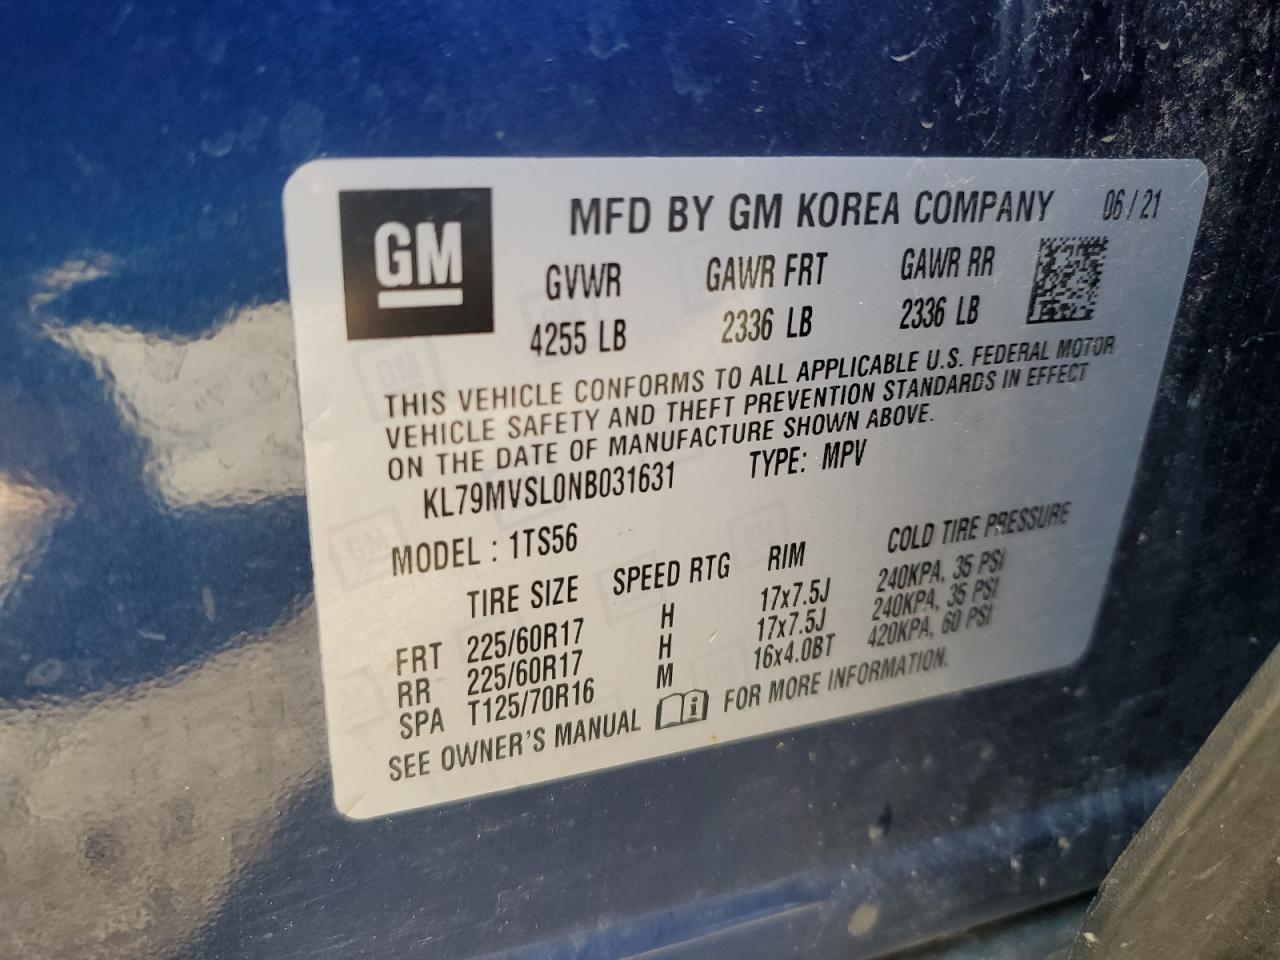 GM
MFD BY GM KOREA COMPANY 06 / 21
GVWR GAWR FRT GAWR RR
4255 LB 2336 LB 2336 LB
THIS VEHICLE CONFORMS TO ALL APPLICABLE U.S. FEDERAL MOTOR
VEHICLE SAFETY AND THEFT PREVENTION STANDARDS IN EFFECT
ON THE DATE OF MANUFACTURE SHOWN ABOVE.
KL79MVSL0NB031631 TYPE: MPV
MODEL : 1TS56
TIRE SIZE SPEED RTG RIM COLD TIRE PRESSURE
FRT 225/60R17 H 17x7.5J 240KPA, 35 PSI
RR 225/60R17 H 17x7.5J 240KPA, 35 PSI
SPA T125/70R16 M 16x4.0BT 420KPA, 60 PSI
SEE OWNER'S MANUAL i FOR MORE INFORMATION.